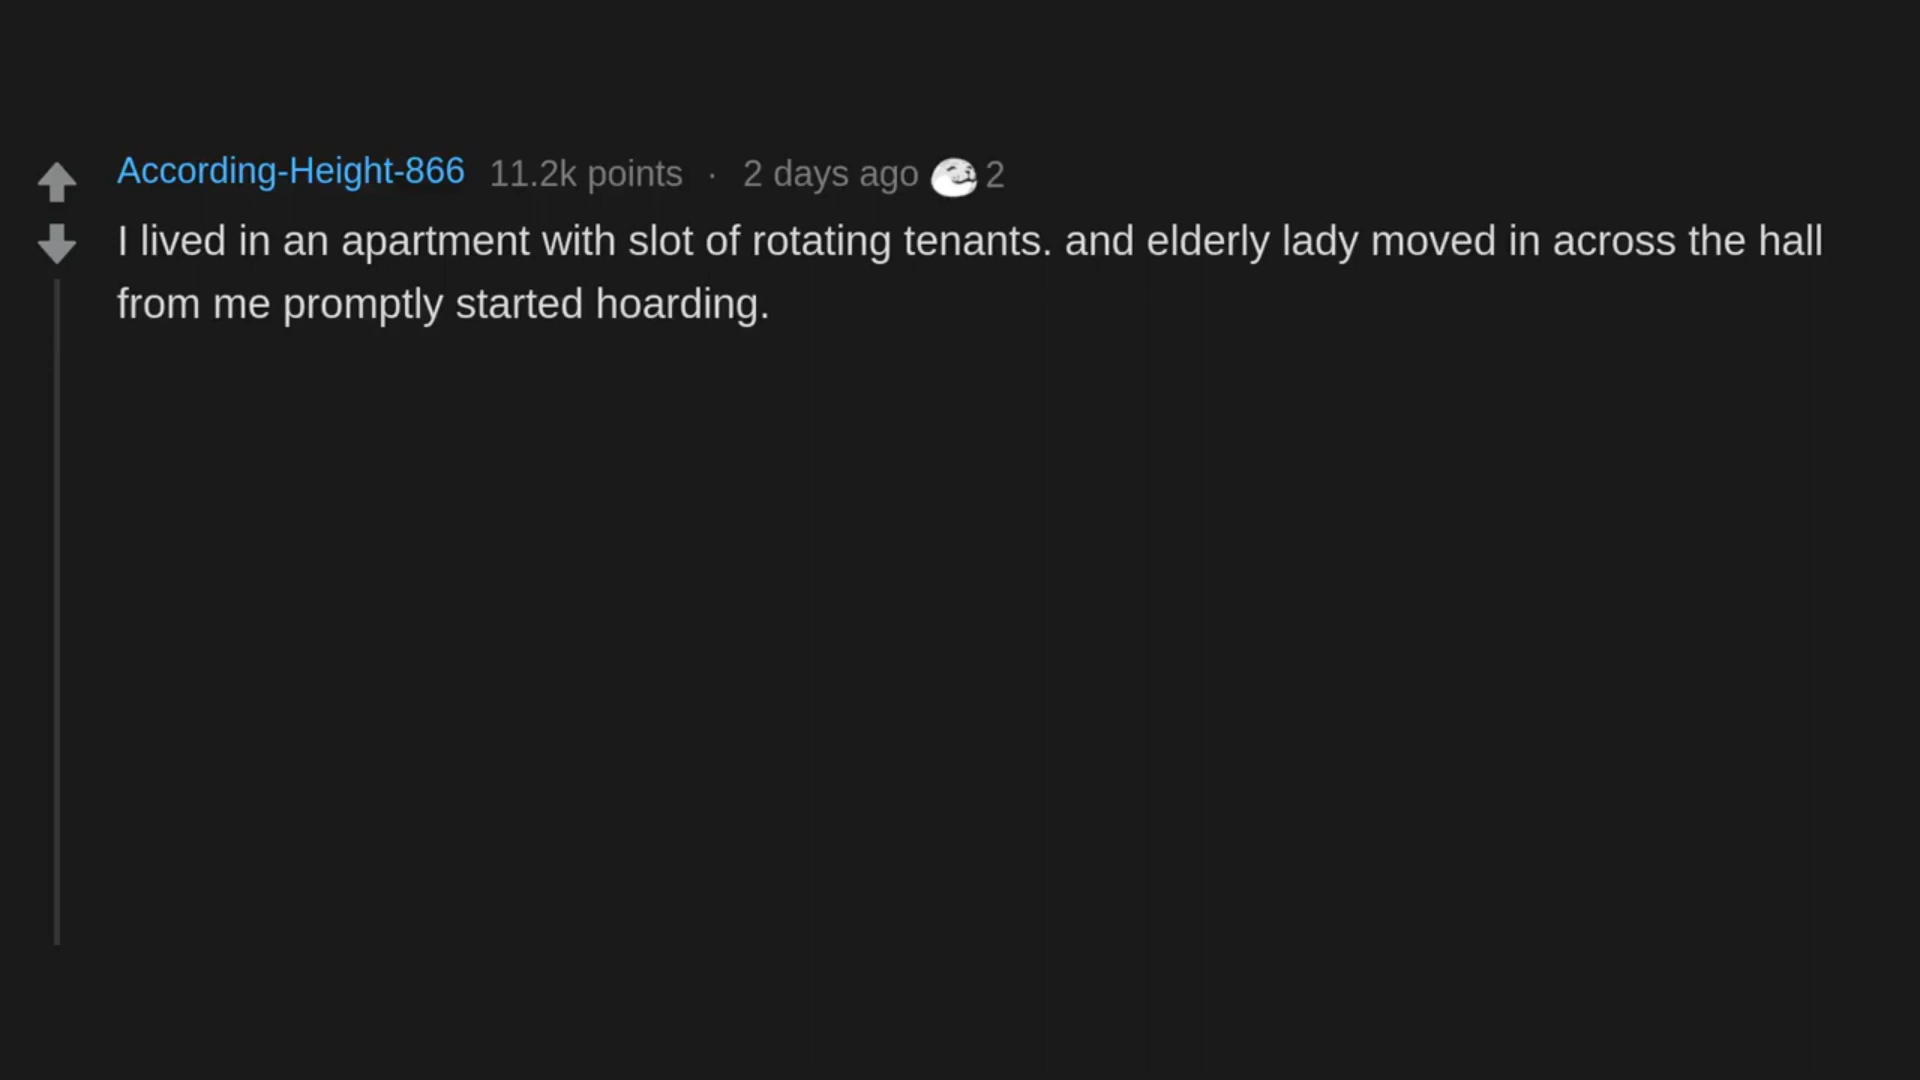 According-Height-866 11.2k points · 2 days ago 2
I lived in an apartment with slot of rotating tenants. and elderly lady moved in across the hall
from me promptly started hoarding.